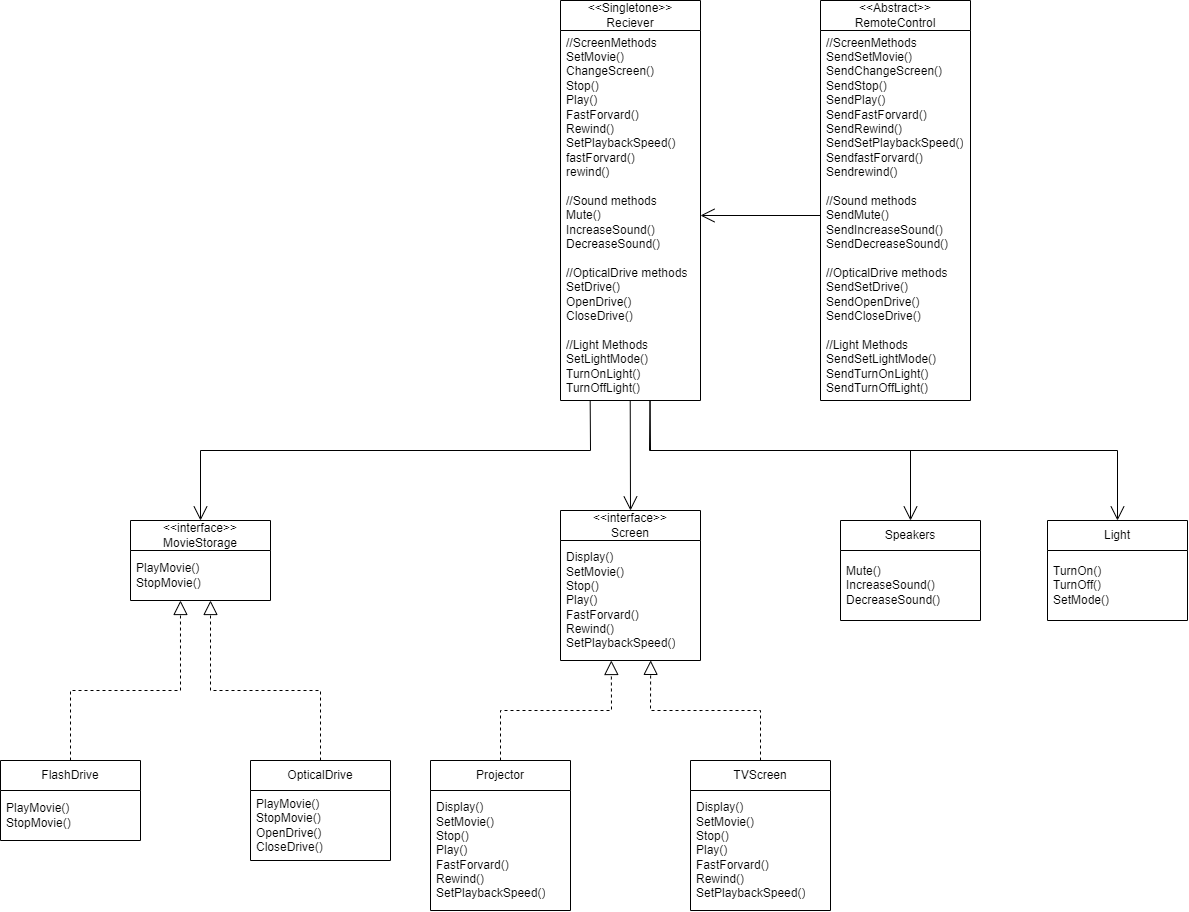 <<Singletone>>
Reciever
//ScreenMethods
SetMovie()
ChangeScreen()
Stop()
Play()
FastForvard()
Rewind()
SetPlaybackSpeed()
fastForvard()
rewind()
//Sound methods
Mute()
IncreaseSound()
DecreaseSound()
//OpticalDrive methods
SetDrive()
OpenDrive()
CloseDrive()
//Light Methods
SetLightMode()
TurnOnLight()
TurnOffLight()
<<Abstract>>
RemoteControl
//ScreenMethods
SendSetMovie()
SendChangeScreen()
SendStop()
SendPlay()
SendFastForvard()
SendRewind()
SendSetPlaybackSpeed()
SendfastForvard()
Sendrewind()
//Sound methods
SendMute()
SendIncreaseSound()
SendDecreaseSound()
//OpticalDrive methods
SendSetDrive()
SendOpenDrive()
SendCloseDrive()
//Light Methods
SendSetLightMode()
SendTurnOnLight()
SendTurnOffLight()
<<interface>>
MovieStorage
PlayMovie()
StopMovie()
<<interface>>
Screen
Display()
SetMovie()
Stop()
Play()
FastForvard()
Rewind()
SetPlaybackSpeed()
Speakers
Mute()
IncreaseSound()
DecreaseSound()
Light
TurnOn()
TurnOff()
SetMode()
FlashDrive
PlayMovie()
StopMovie()
OpticalDrive
PlayMovie()
StopMovie()
OpenDrive()
CloseDrive()
Projector
Display()
SetMovie()
Stop()
Play()
FastForvard()
Rewind()
SetPlaybackSpeed()
TVScreen
Display()
SetMovie()
Stop()
Play()
FastForvard()
Rewind()
SetPlaybackSpeed()